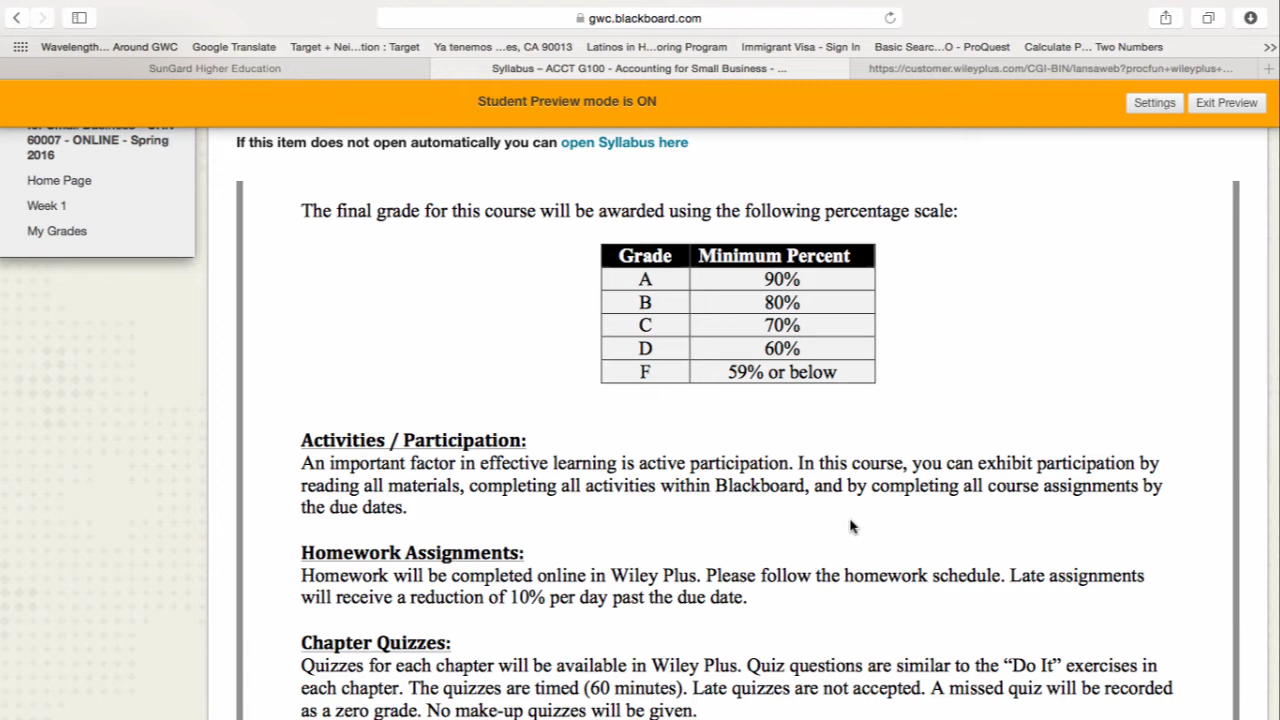 gwc.blackboard.com
Wavelength... Around GWC Google Translate Target + Nei...tion : Target Ya tenemos ...es, CA 90013 Latinos in H...oring Program Immigrant Visa - Sign In Basic Searc...O - ProQuest Calculate P... Two Numbers >>
SunGard Higher Education Syllabus – ACCT G100 - Accounting for Small Business - ... https://customer.wileyplus.com/CGI-BIN/lansaweb?procfun+wileyplus+... +
Student Preview mode is ON Settings Exit Preview
60007 - ONLINE - Spring
2016
Home Page
Week 1
My Grades
If this item does not open automatically you can open Syllabus here
The final grade for this course will be awarded using the following percentage scale:
Grade Minimum Percent
A 90%
B 80%
C 70%
D 60%
F 59% or below
Activities / Participation:
An important factor in effective learning is active participation. In this course, you can exhibit participation by
reading all materials, completing all activities within Blackboard, and by completing all course assignments by
the due dates.
Homework Assignments:
Homework will be completed online in Wiley Plus. Please follow the homework schedule. Late assignments
will receive a reduction of 10% per day past the due date.
Chapter Quizzes:
Quizzes for each chapter will be available in Wiley Plus. Quiz questions are similar to the “Do It” exercises in
each chapter. The quizzes are timed (60 minutes). Late quizzes are not accepted. A missed quiz will be recorded
as a zero grade. No make-up quizzes will be given.